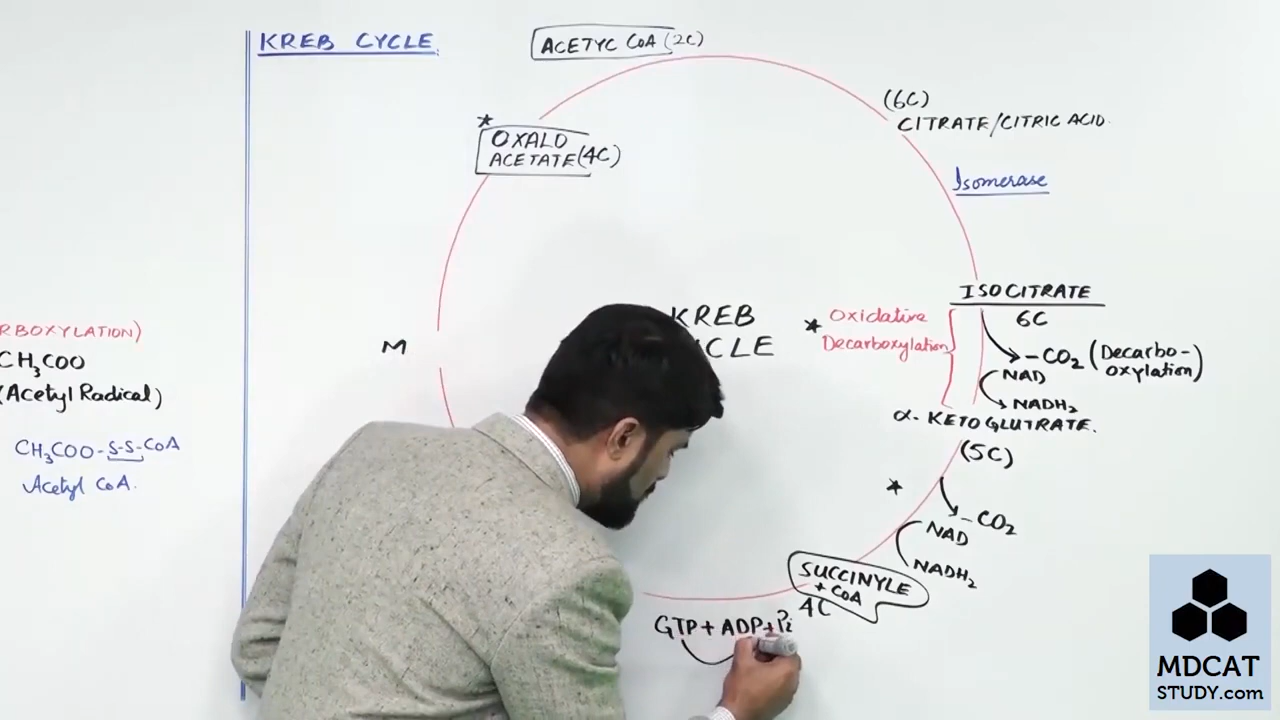 KREB CYCLE
ACETYC CoA (2C)
(6C)
CITRATE/CITRIC ACID.
*
OXALO
ACETATE (4C)
Isomerase
ISOCITRATE
6C
* Oxidative
Decarboxylation
-CO2 (Decarbo-
oxylation)
NAD
NADH2
α-KETOGLUTRATE.
(5C)
*
-CO2
NAD
NADH2
SUCCINYLE
+ CoA
4C
GTP + ADP + Pi
M
KREB
CLE
RBOXYLATION)
CH3COO
(Acetyl Radical)
CH3COO-S-S-CoA
Acetyl CoA.
MDCAT
STUDY.com